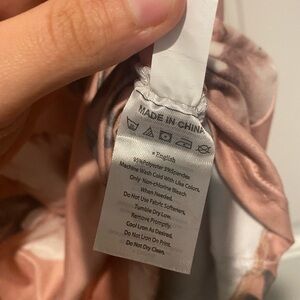 MADE IN CHINA
• English
95%Polyester 5%Spandex
Machine Wash Cold With Like Colors,
Only Non-chlorine Bleach
When Needed.
Do Not Use Fabric Softeners.
Tumble Dry Low.
Remove Promptly.
Cool Iron As Desired.
Do Not Iron On Print.
Do Not Dry Clean.